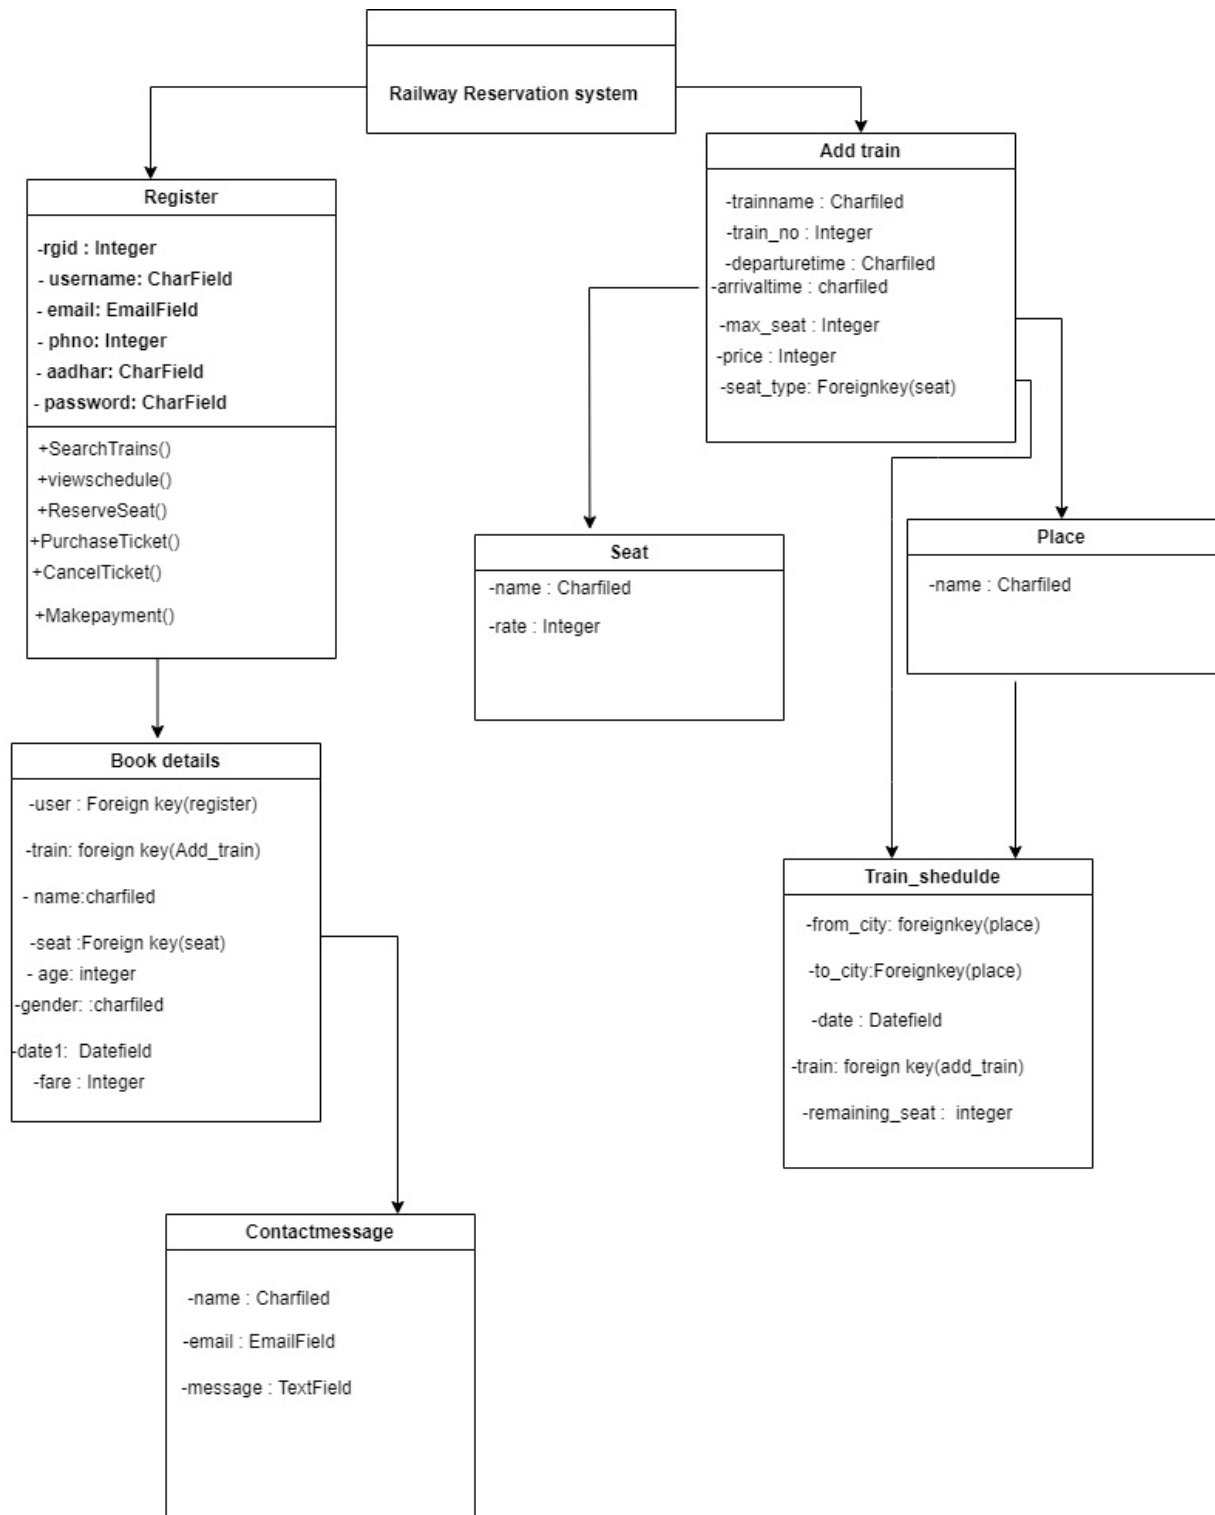 Railway Reservation system
Register
-rgid : Integer
- username: CharField
- email: EmailField
- phno: Integer
- aadhar: CharField
- password: CharField
+SearchTrains()
+viewschedule()
+ReserveSeat()
+PurchaseTicket()
+CancelTicket()
+Makepayment()
Add train
-trainname : Charfiled
-train_no : Integer
-departuretime : Charfiled
-arrivaltime : charfiled
-max_seat : Integer
-price : Integer
-seat_type: Foreignkey(seat)
Seat
-name : Charfiled
-rate : Integer
Place
-name : Charfiled
Book details
-user : Foreign key(register)
-train: foreign key(Add_train)
- name:charfiled
-seat :Foreign key(seat)
- age: integer
-gender: :charfiled
-date1: Datefield
-fare : Integer
Train_shedulde
-from_city: foreignkey(place)
-to_city:Foreignkey(place)
-date : Datefield
-train: foreign key(add_train)
-remaining_seat : integer
Contactmessage
-name : Charfiled
-email : EmailField
-message : TextField